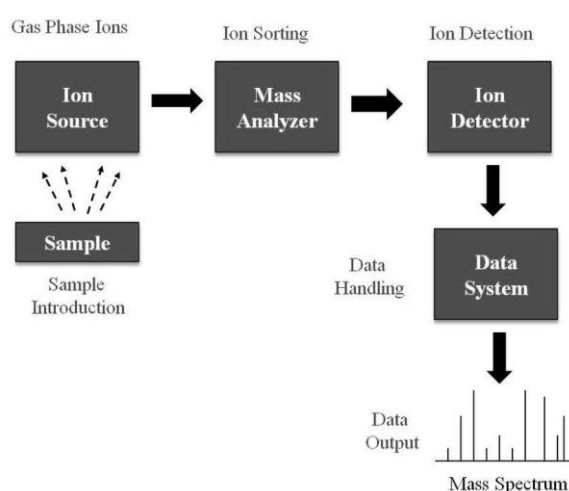 Gas Phase Ions
Ion Sorting
Ion Detection
Ion
Source
Mass
Analyzer
Ion
Detector
Sample
Sample
Introduction
Data
Handling
Data
System
Data
Output
Mass Spectrum